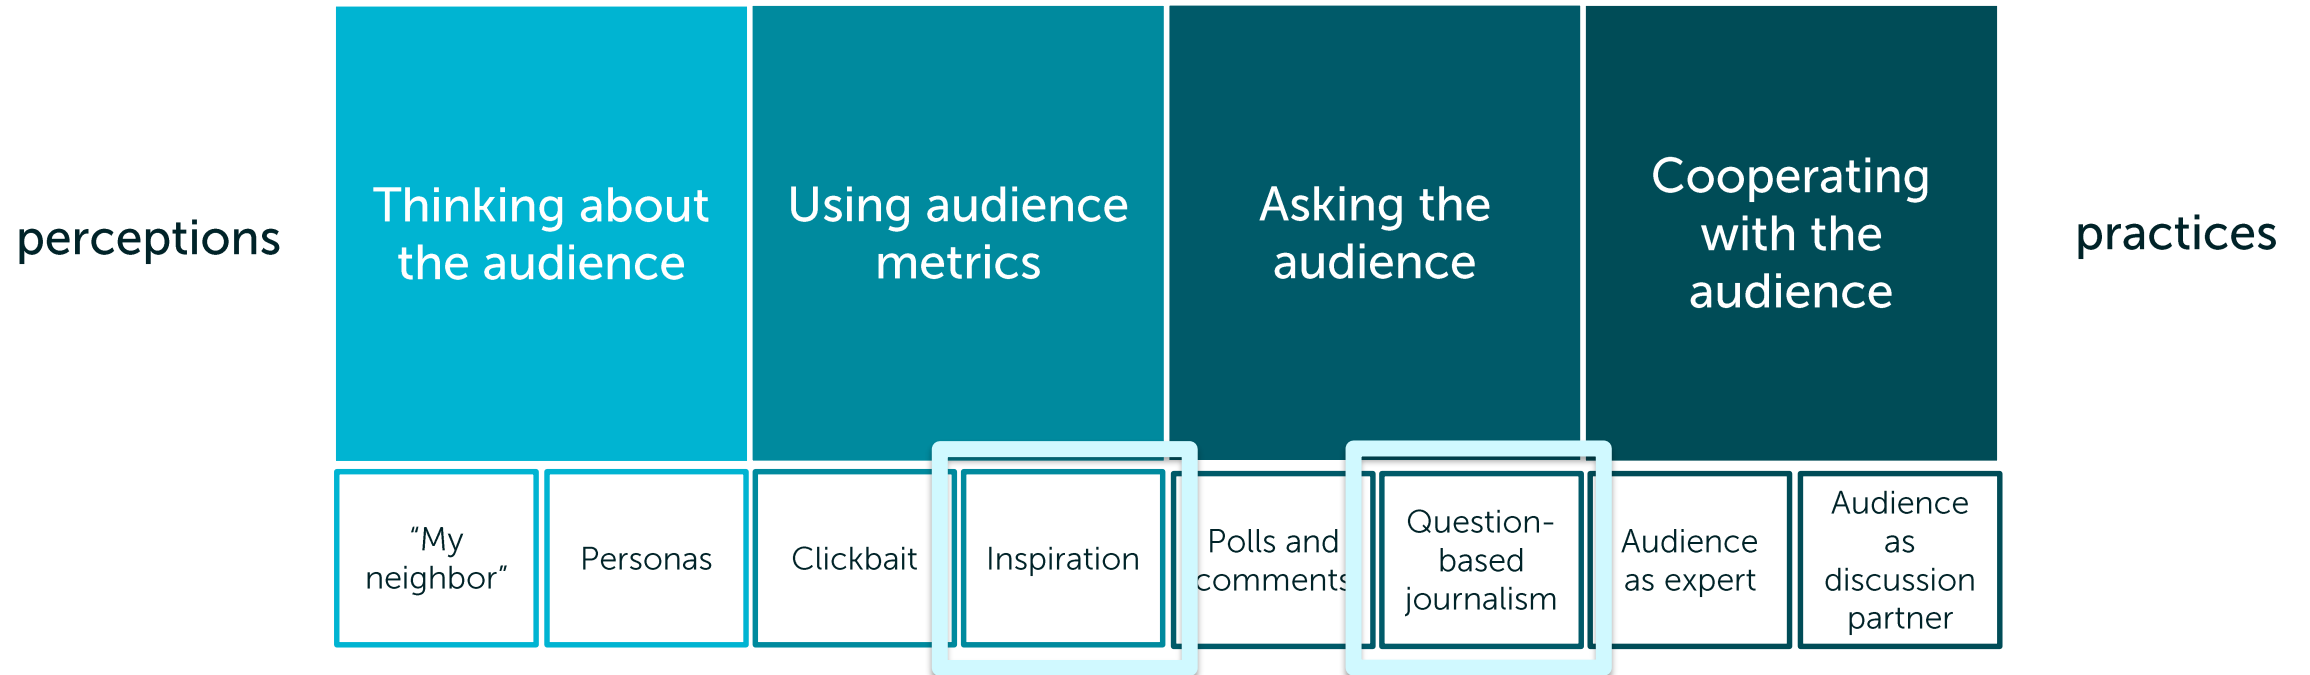 perceptions
Thinking about
the audience
Using audience
metrics
Asking the
audience
Cooperating
with the
audience
practices
“My
neighbor”
Personas
Clickbait
Inspiration
Polls and
comments
Question-
based
journalism
Audience
as expert
Audience
as
discussion
partner